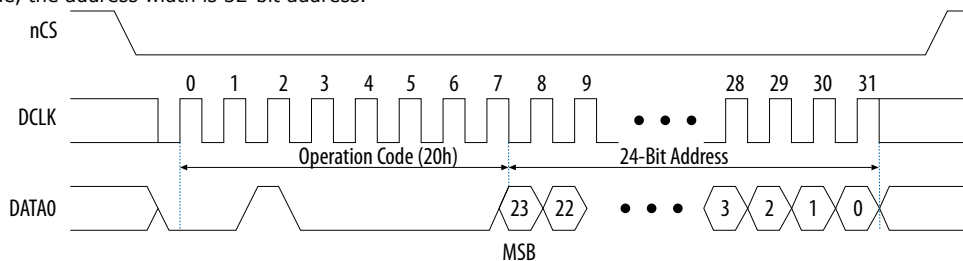 de, the address width is 32-bit address.
nCS
0 1 2 3 4 5 6 7 8 9 28 29 30 31
DCLK
Operation Code (20h) 24-Bit Address
DATA0 23 22 3 2 1 0
MSB